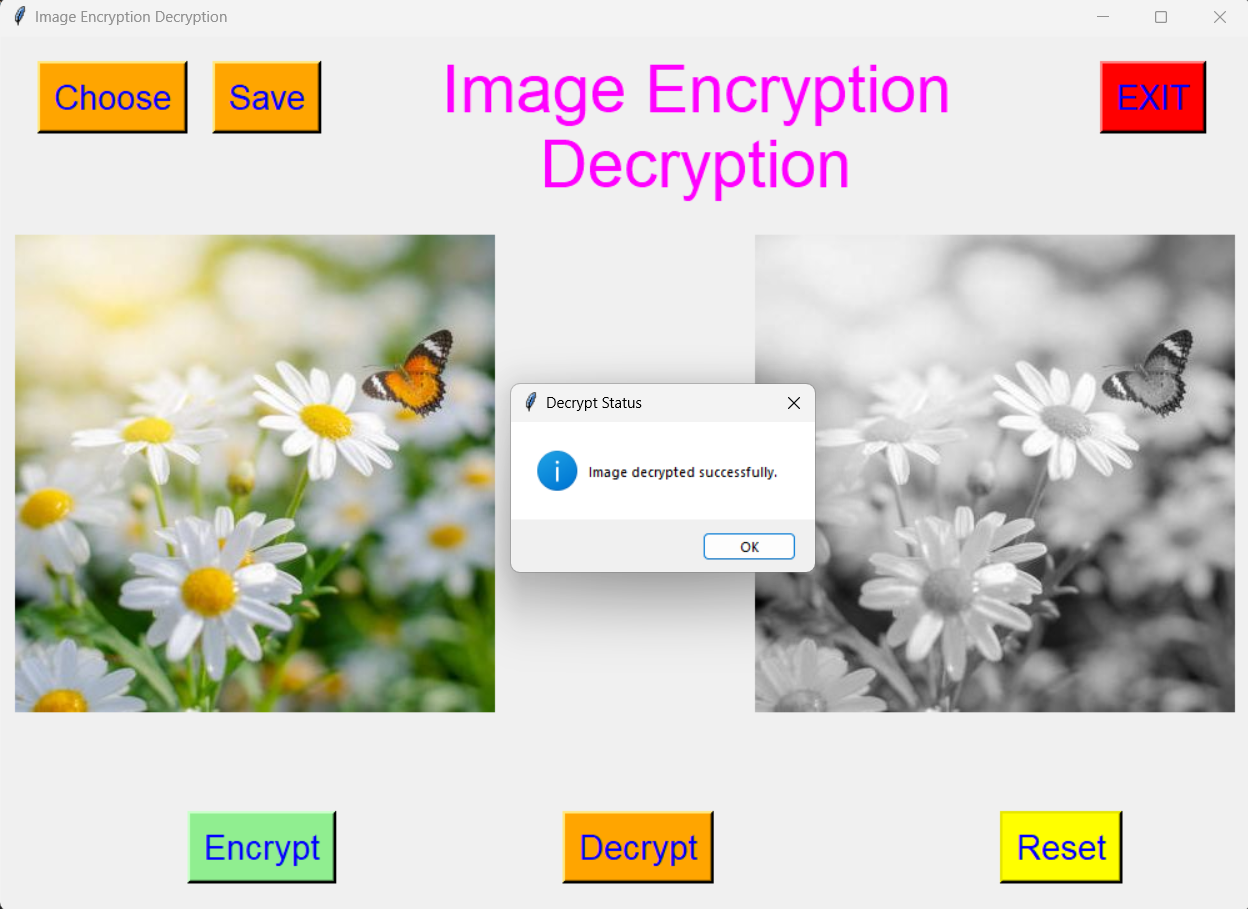 Image Encryption Decryption
Choose
Save
Image Encryption
Decryption
EXIT
Decrypt Status
Image decrypted successfully.
OK
Encrypt
Decrypt
Reset